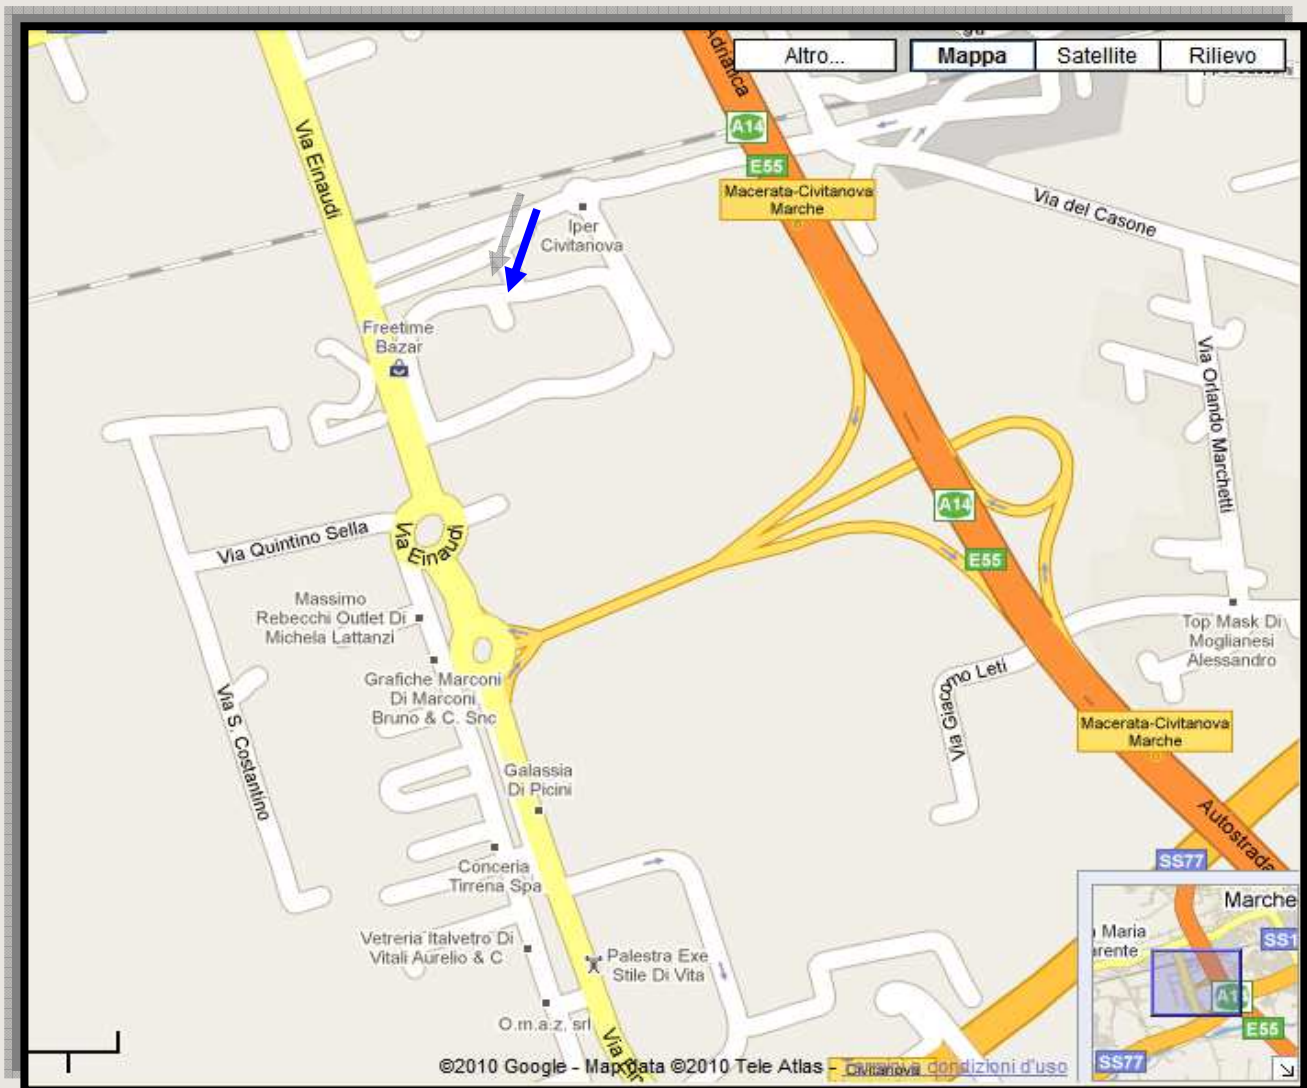 Adriatica
Altro...
Mappa
Satellite
Rilievo
A14
E55
Macerata-Civitanova
Marche
Via Einaudi
Iper
Civitanova
Via del Casone
Freetime
Bazar
Via Orlando Marchetti
A14
E55
Via Quintino Sella
Via Einaudi
Massimo
Rebecchi Outlet Di
Michela Lattanzi
Top Mask Di
Moglianesi
Alessandro
Grafiche Marconi
Di Marconi
Bruno & C. Snc
Via Giacomo Leti
Via S. Costantino
Macerata-Civitanova
Marche
Galassia
Di Picini
Autostrada
SS77
Conceria
Tirrena Spa
Marche
Maria
SS1
Vetreria Italvetro Di
Vitali Aurelio & C
Palestra Exe
Stile Di Vita
O.m.a.z. srl
E55
SS77
©2010 Google - Map data ©2010 Tele Atlas - Civitanova condizioni d'uso